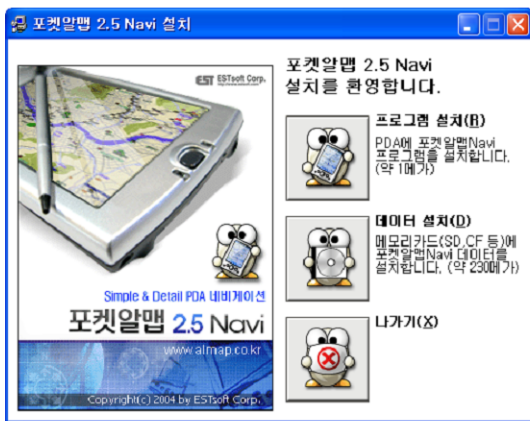 포켓알맵 2.5 Navi 설치
EST ESTsoft Corp.
Simple & Detail PDA 네비게이션
포켓알맵 2.5 Navi
www.almap.co.kr
Copyright(c) 2004 by ESTsoft Corp.
포켓알맵 2.5 Navi
설치를 환영합니다.
프로그램 설치(R)
PDA에 포켓알맵Navi
프로그램을 설치합니다.
(약 1메가)
데이터 설치(D)
메모리카드(SD,CF 등)에
포켓알맵Navi 데이터를
설치합니다. (약 230메가)
나가기(X)